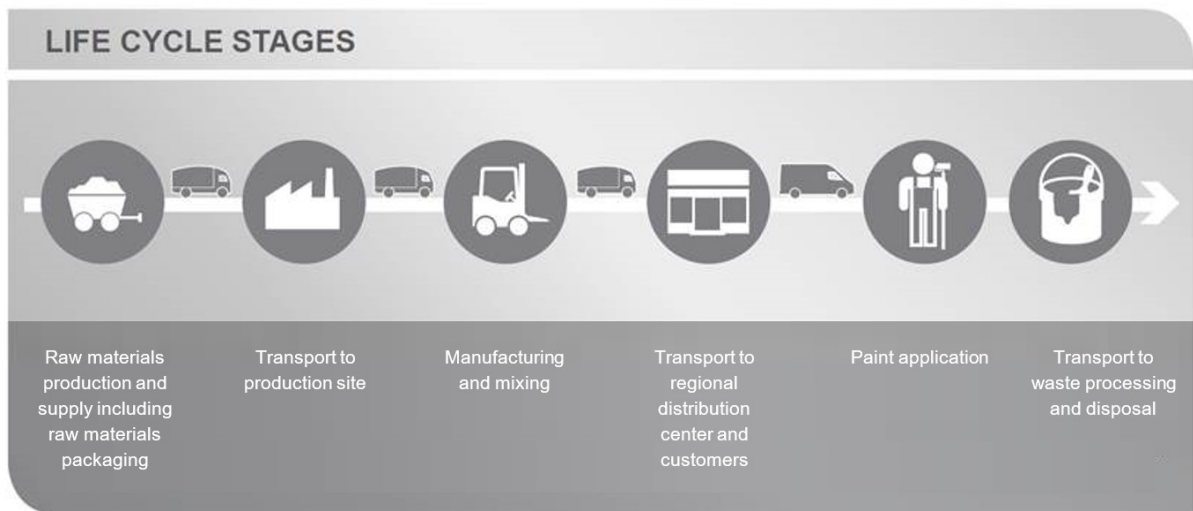 LIFE CYCLE STAGES
Raw materials
production and
supply including
raw materials
packaging
Transport to
production site
Manufacturing
and mixing
Transport to
regional
distribution
center and
customers
Paint application
Transport to
waste processing
and disposal